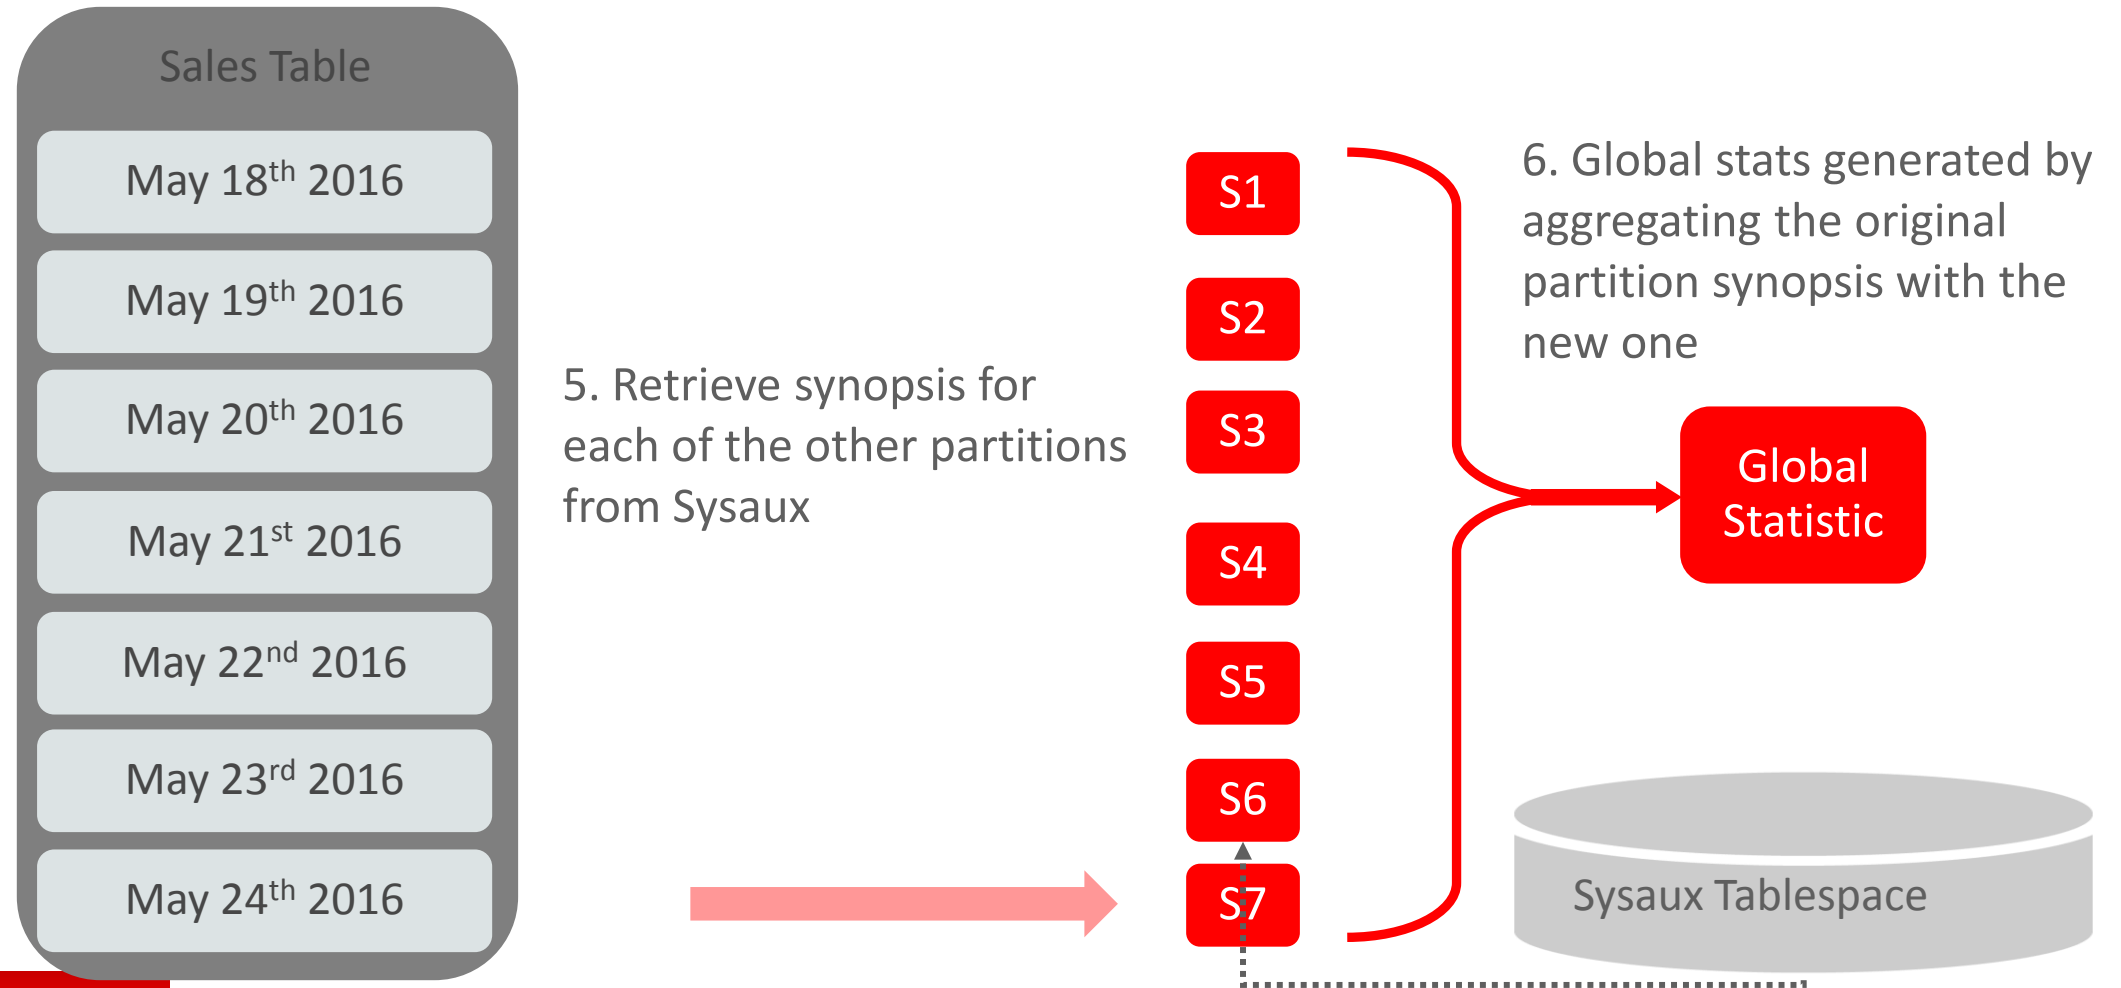 Sales Table
May 18th 2016
May 19th 2016
May 20th 2016
May 21st 2016
May 22nd 2016
May 23rd 2016
May 24th 2016
5. Retrieve synopsis for
each of the other partitions
from Sysaux
S1
S2
S3
S4
S5
S6
S7
6. Global stats generated by
aggregating the original
partition synopsis with the
new one
Global
Statistic
Sysaux Tablespace